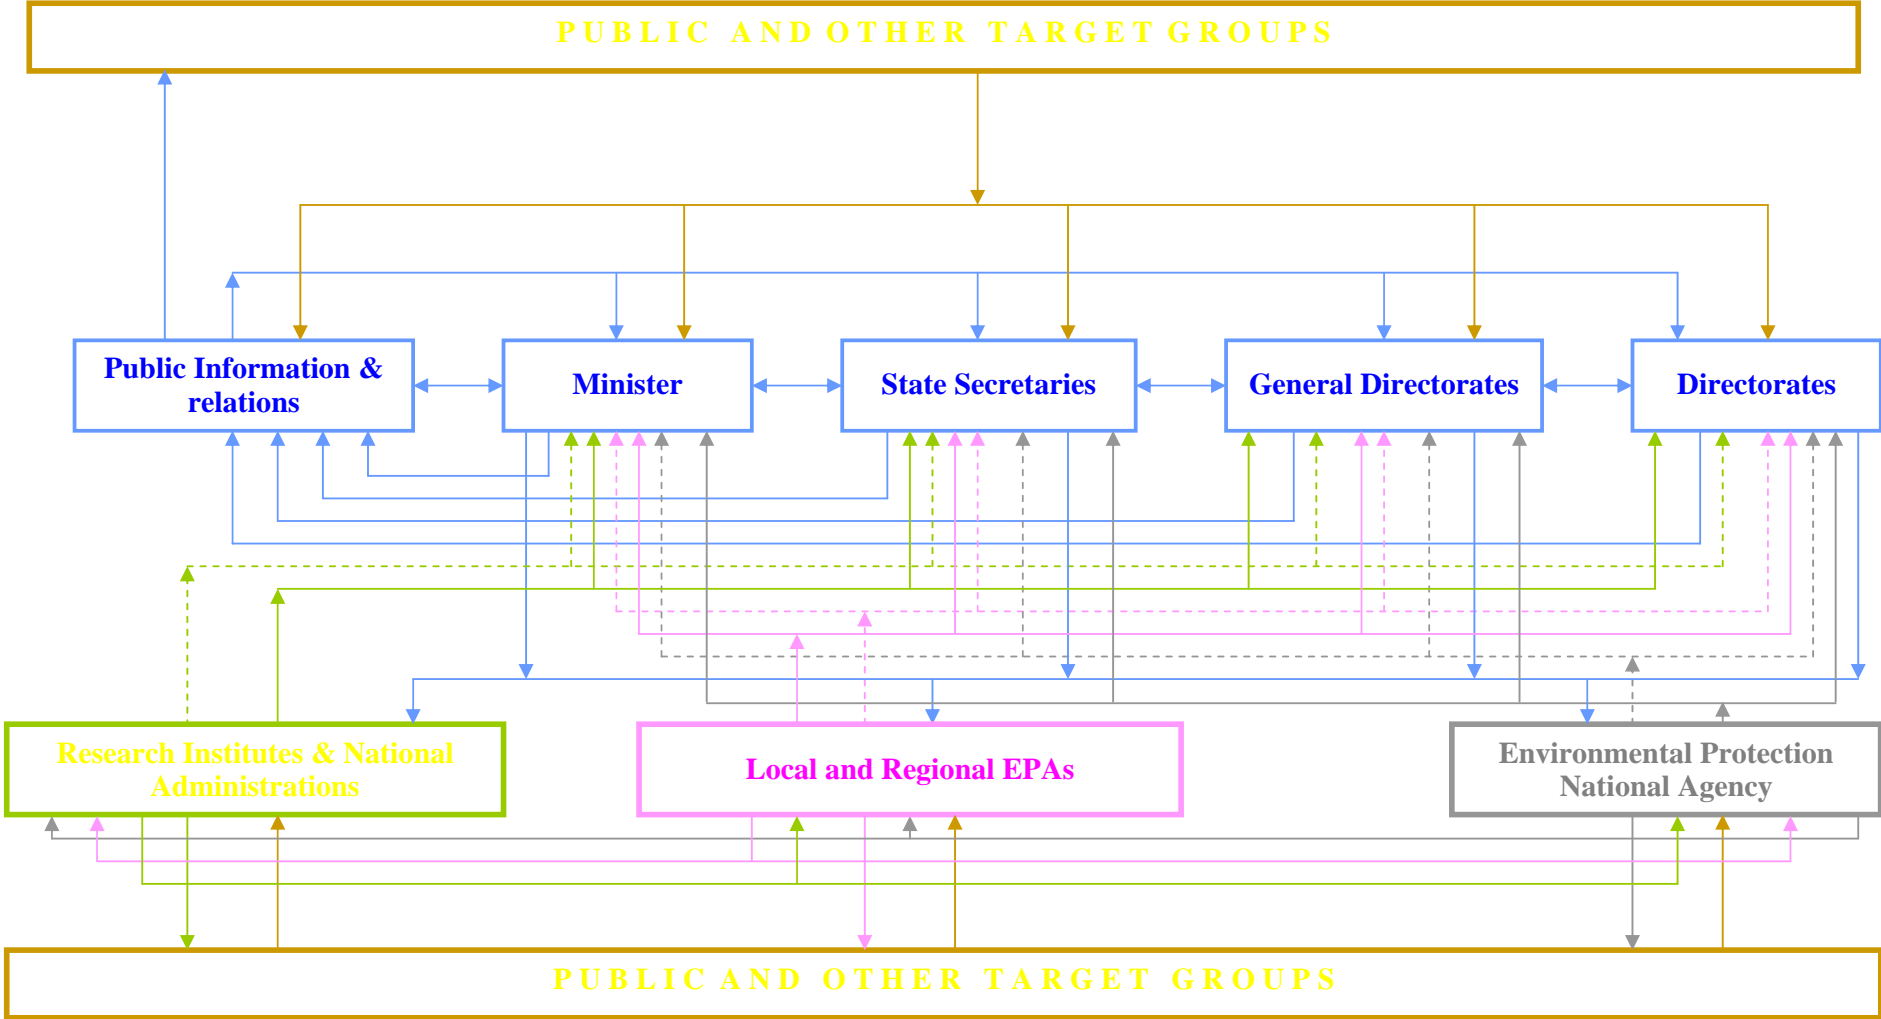 PUBLIC AND OTHER TARGET GROUPS
Public Information &
relations
Minister
State Secretaries
General Directorates
Directorates
Research Institutes & National
Administrations
Local and Regional EPAs
Environmental Protection
National Agency
PUBLIC AND OTHER TARGET GROUPS